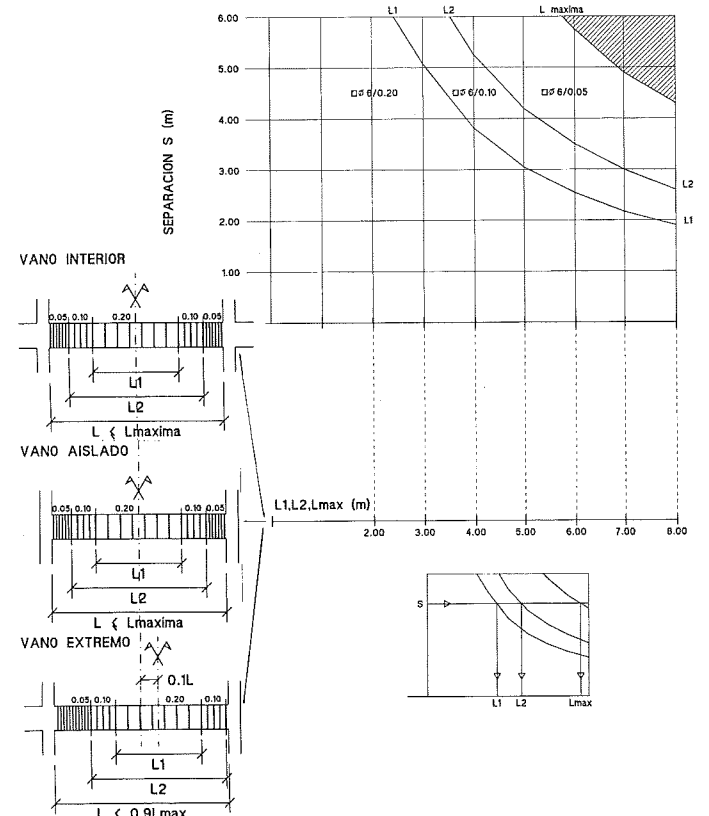 L1 L2 L maxima
6.00
5.00
4.00
3.00
2.00
1.00
SEPARACION S (m)
□ø 6/0.20 □ø 6/0.10 □ø 6/0.05
L2
L1
VANO INTERIOR
0.05 0.10 0.20 0.10 0.05
L1
L2
L ≤ Lmaxima
VANO AISLADO
0.05 0.10 0.20 0.10 0.05
L1
L2
L ≤ Lmaxima
L1,L2,Lmax (m)
2.00 3.00 4.00 5.00 6.00 7.00 8.00
VANO EXTREMO
0.1L
0.05 0.10 0.20 0.10
L1
L2
L < 0.9Lmax
S
L1 L2 Lmax